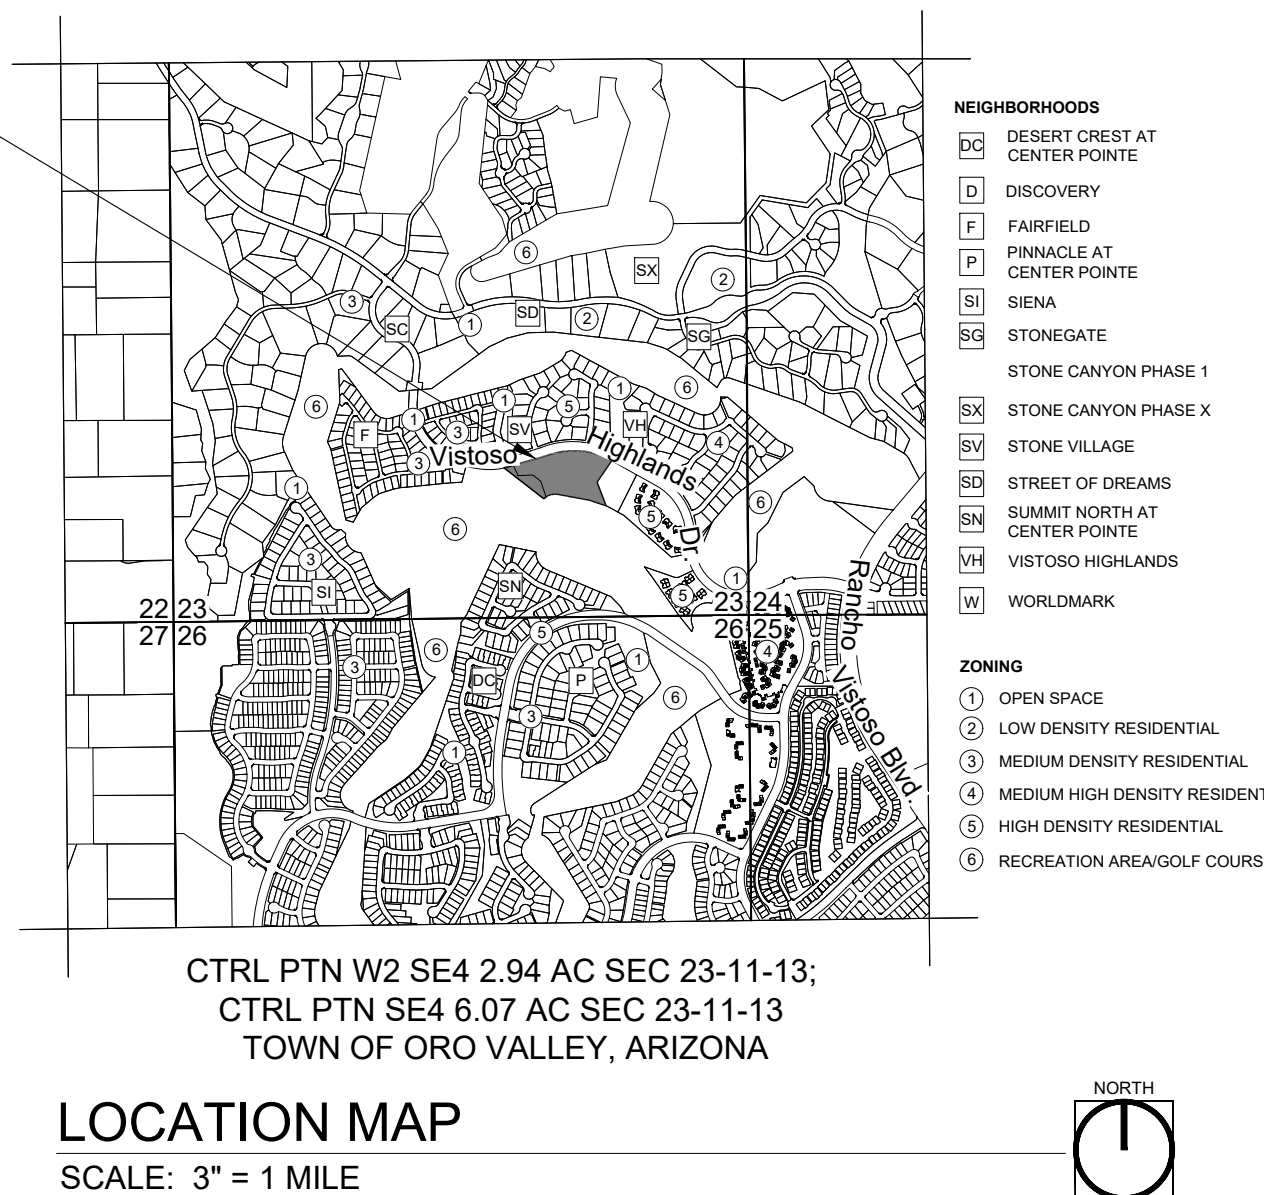 NEIGHBORHOODS
DC DESERT CREST AT
CENTER POINTE
D DISCOVERY
F FAIRFIELD
P PINNACLE AT
CENTER POINTE
SI SIENA
SG STONEGATE
STONE CANYON PHASE 1
SX STONE CANYON PHASE X
SV STONE VILLAGE
SD STREET OF DREAMS
SN SUMMIT NORTH AT
CENTER POINTE
VH VISTOSO HIGHLANDS
W WORLDMARK
ZONING
1 OPEN SPACE
2 LOW DENSITY RESIDENTIAL
3 MEDIUM DENSITY RESIDENTIAL
4 MEDIUM HIGH DENSITY RESIDENT
5 HIGH DENSITY RESIDENTIAL
6 RECREATION AREA/GOLF COURS
6
SX
2
3
SC
1
SD
2
SG
6
1
1
5
1
6
F
3
SV
VH
4
3
Vistoso Highlands Dr.
1
6
5
6
3
SI
SN
5
1
22 23
27 26
23 24
26 25
Rancho Vistoso Blvd.
5
6
1
4
3
DC
P
6
3
1
CTRL PTN W2 SE4 2.94 AC SEC 23-11-13;
CTRL PTN SE4 6.07 AC SEC 23-11-13
TOWN OF ORO VALLEY, ARIZONA
LOCATION MAP
SCALE: 3" = 1 MILE
NORTH